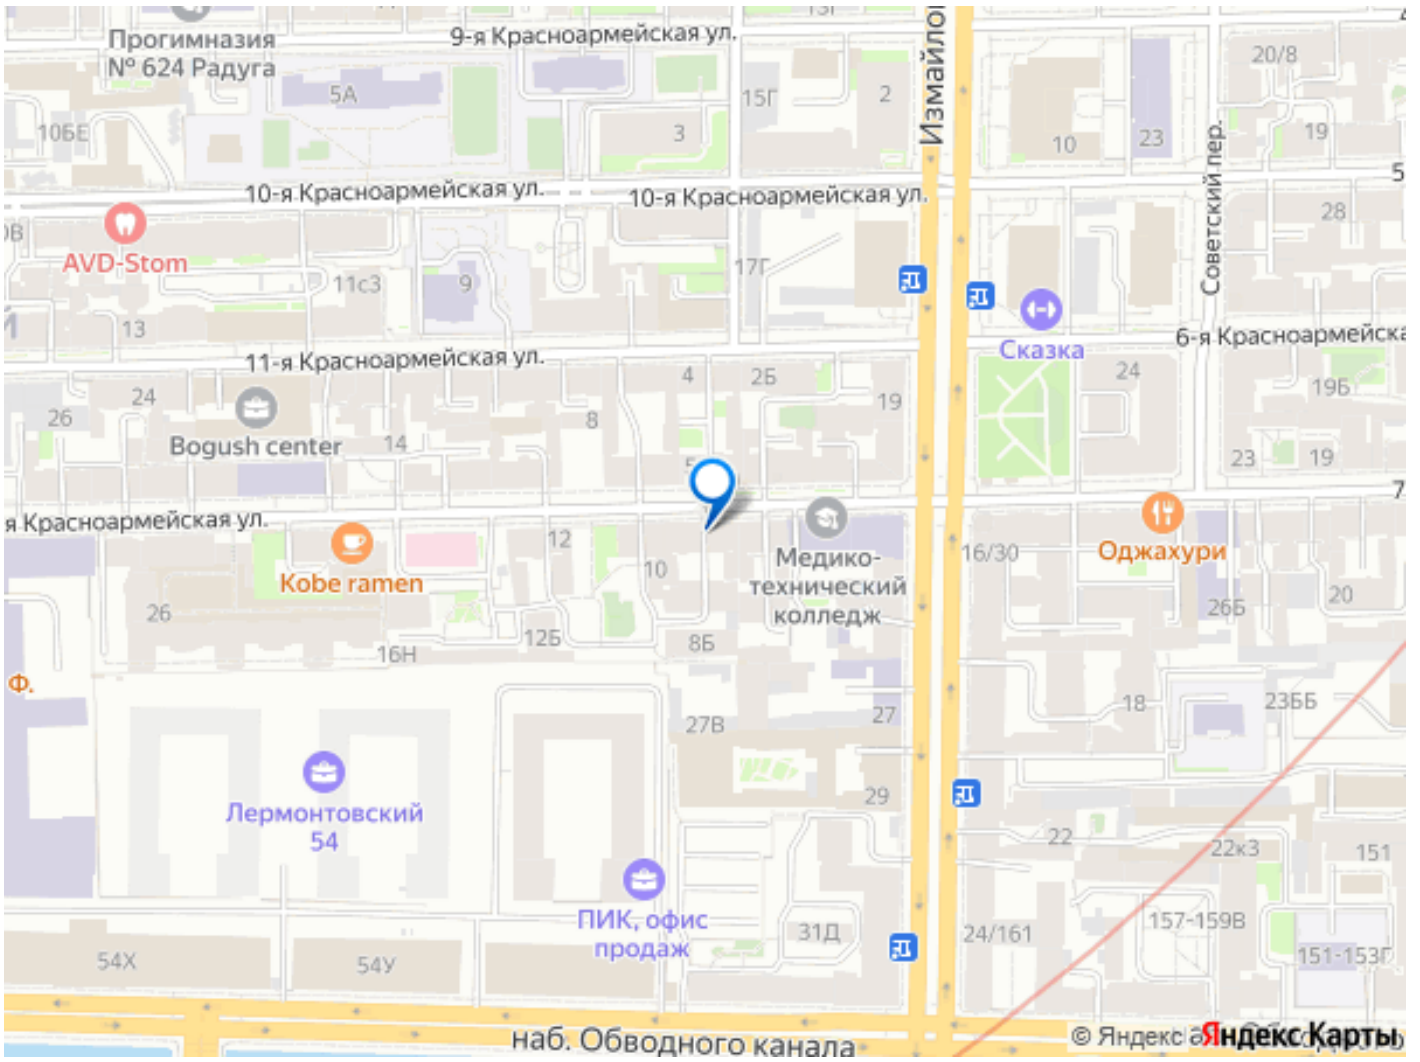 13Г
9-я Красноармейская ул.
Измайло
Прогимназия
№ 624 Радуга
20/8
5А
15Г
2
10БЕ
3
10
23
19
Советский пер.
5
10-я Красноармейская ул.
10-я Красноармейская ул.
28
AVD-Stom
17Г
11с3
9
13
Й
11-я Красноармейская ул.
Сказка
6-я Красноармейска
4
2Б
24
19Б
24
26
8
19
Bogush center
14
23
19
7
я Красноармейская ул.
12
16/30
Оджахури
Медико-
технический
колледж
Kobe ramen
10
26
26Б
20
12Б
8Б
16Н
Ф.
18
23ББ
27В
27
Лермонтовский
54
29
22
22к3
151
ПИК, офис
продаж
31Д
24/161
157-159В
54Х
54У
151-153Г
наб. Обводного канала
© Яндекс
Яндекс Карты